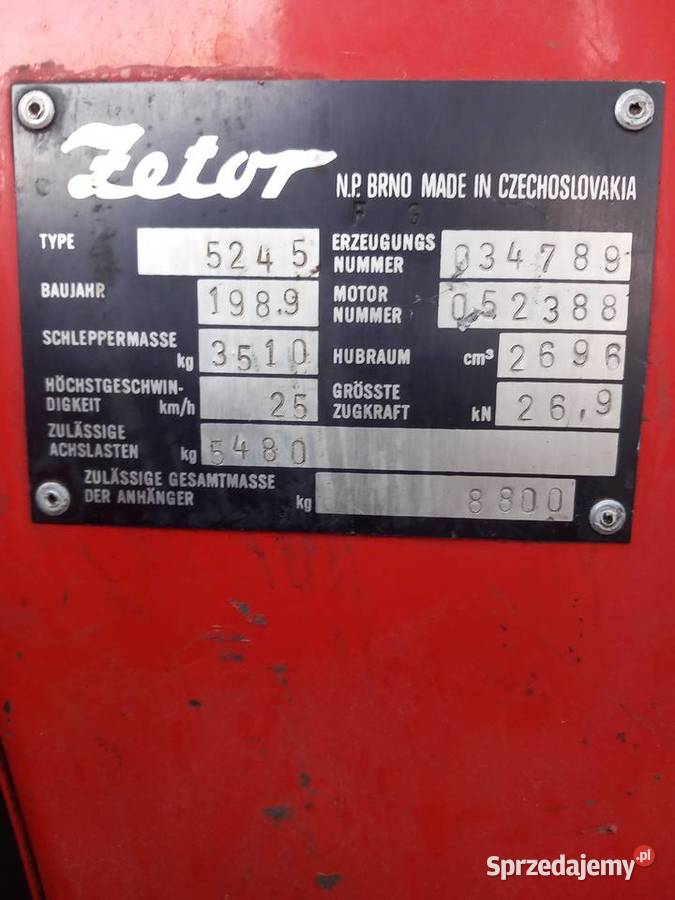 Zetor N.P. BRNO MADE IN CZECHOSLOVAKIA
F G
TYPE 5245
ERZEUGUNGS
NUMMER 034789
BAUJAHR 1989
MOTOR
NUMMER 052388
SCHLEPPERMASSE
kg 3510
HUBRAUM cm³ 2696
HÖCHSTGESCHWIN-
DIGKEIT km/h 25
GRÖSSTE
ZUGKRAFT kN 26,9
ZULÄSSIGE
ACHSLASTEN kg 5480
ZULÄSSIGE GESAMTMASSE
DER ANHÄNGER kg 8800
Sprzedajemy.pl